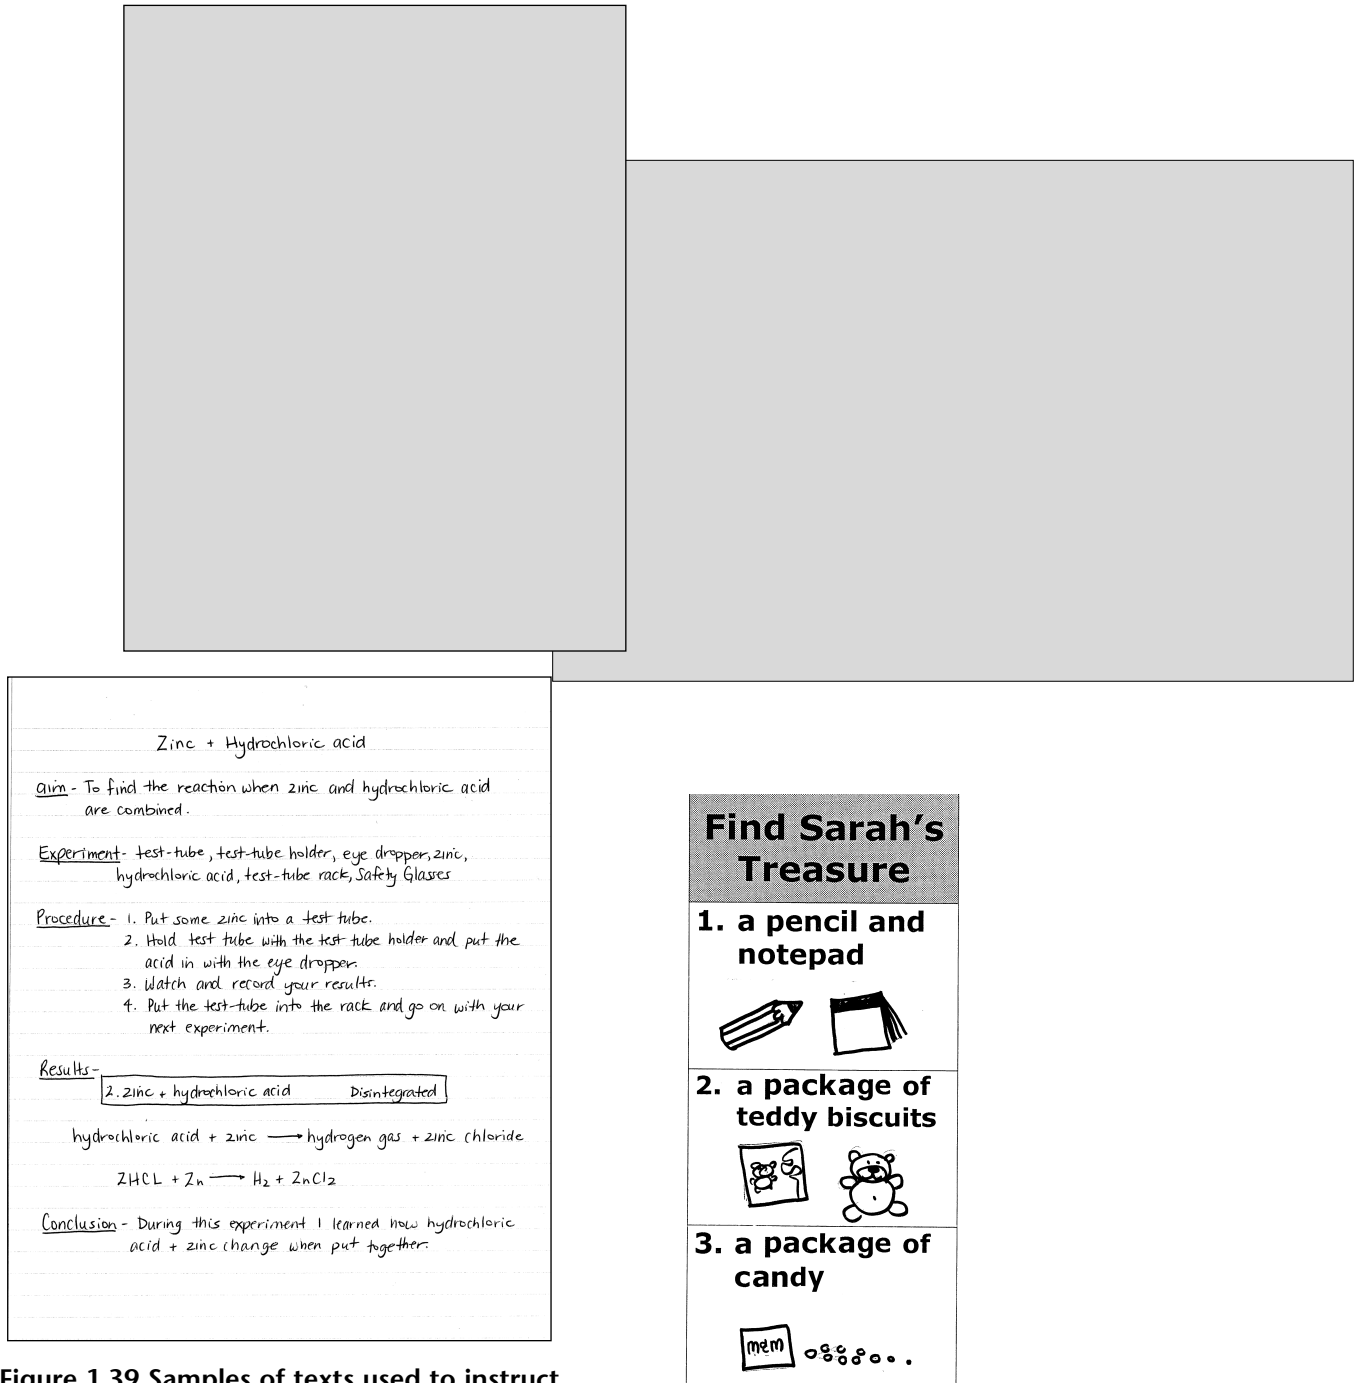 Zinc + Hydrochloric acid
aim - To find the reaction when zinc and hydrochloric acid
are combined.
Experiment - test-tube, test-tube holder, eye dropper, zinc,
hydrochloric acid, test-tube rack, Safety Glasses
Procedure - 1. Put some zinc into a test tube.
2. Hold test tube with the test tube holder and put the
acid in with the eye dropper.
3. Watch and record your results.
4. Put the test-tube into the rack and go on with your
next experiment.
Results -
2. zinc + hydrochloric acid Disintegrated
hydrochloric acid + zinc ⟶ hydrogen gas + zinc chloride
2HCL + Zn ⟶ H₂ + ZnCl₂
Conclusion - During this experiment I learned how hydrochloric
acid + zinc change when put together.
Find Sarah's
Treasure
1. a pencil and
notepad
2. a package of
teddy biscuits
3. a package of
candy
m&m
Figure 1.39 Samples of texts used to instruct